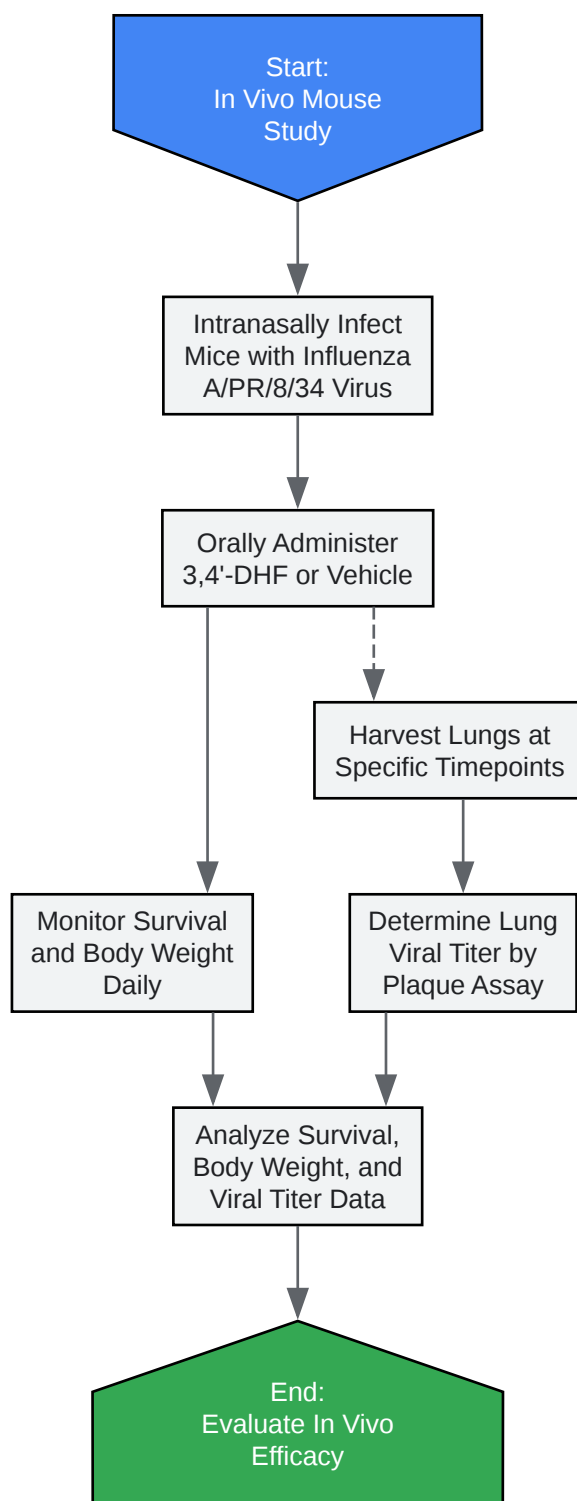 Start:
In Vivo Mouse
Study
Intranasally Infect
Mice with Influenza
A/PR/8/34 Virus
Orally Administer
3,4'-DHF or Vehicle
Harvest Lungs at
Specific Timepoints
Monitor Survival
and Body Weight
Daily
Determine Lung
Viral Titer by
Plaque Assay
Analyze Survival,
Body Weight, and
Viral Titer Data
End:
Evaluate In Vivo
Efficacy